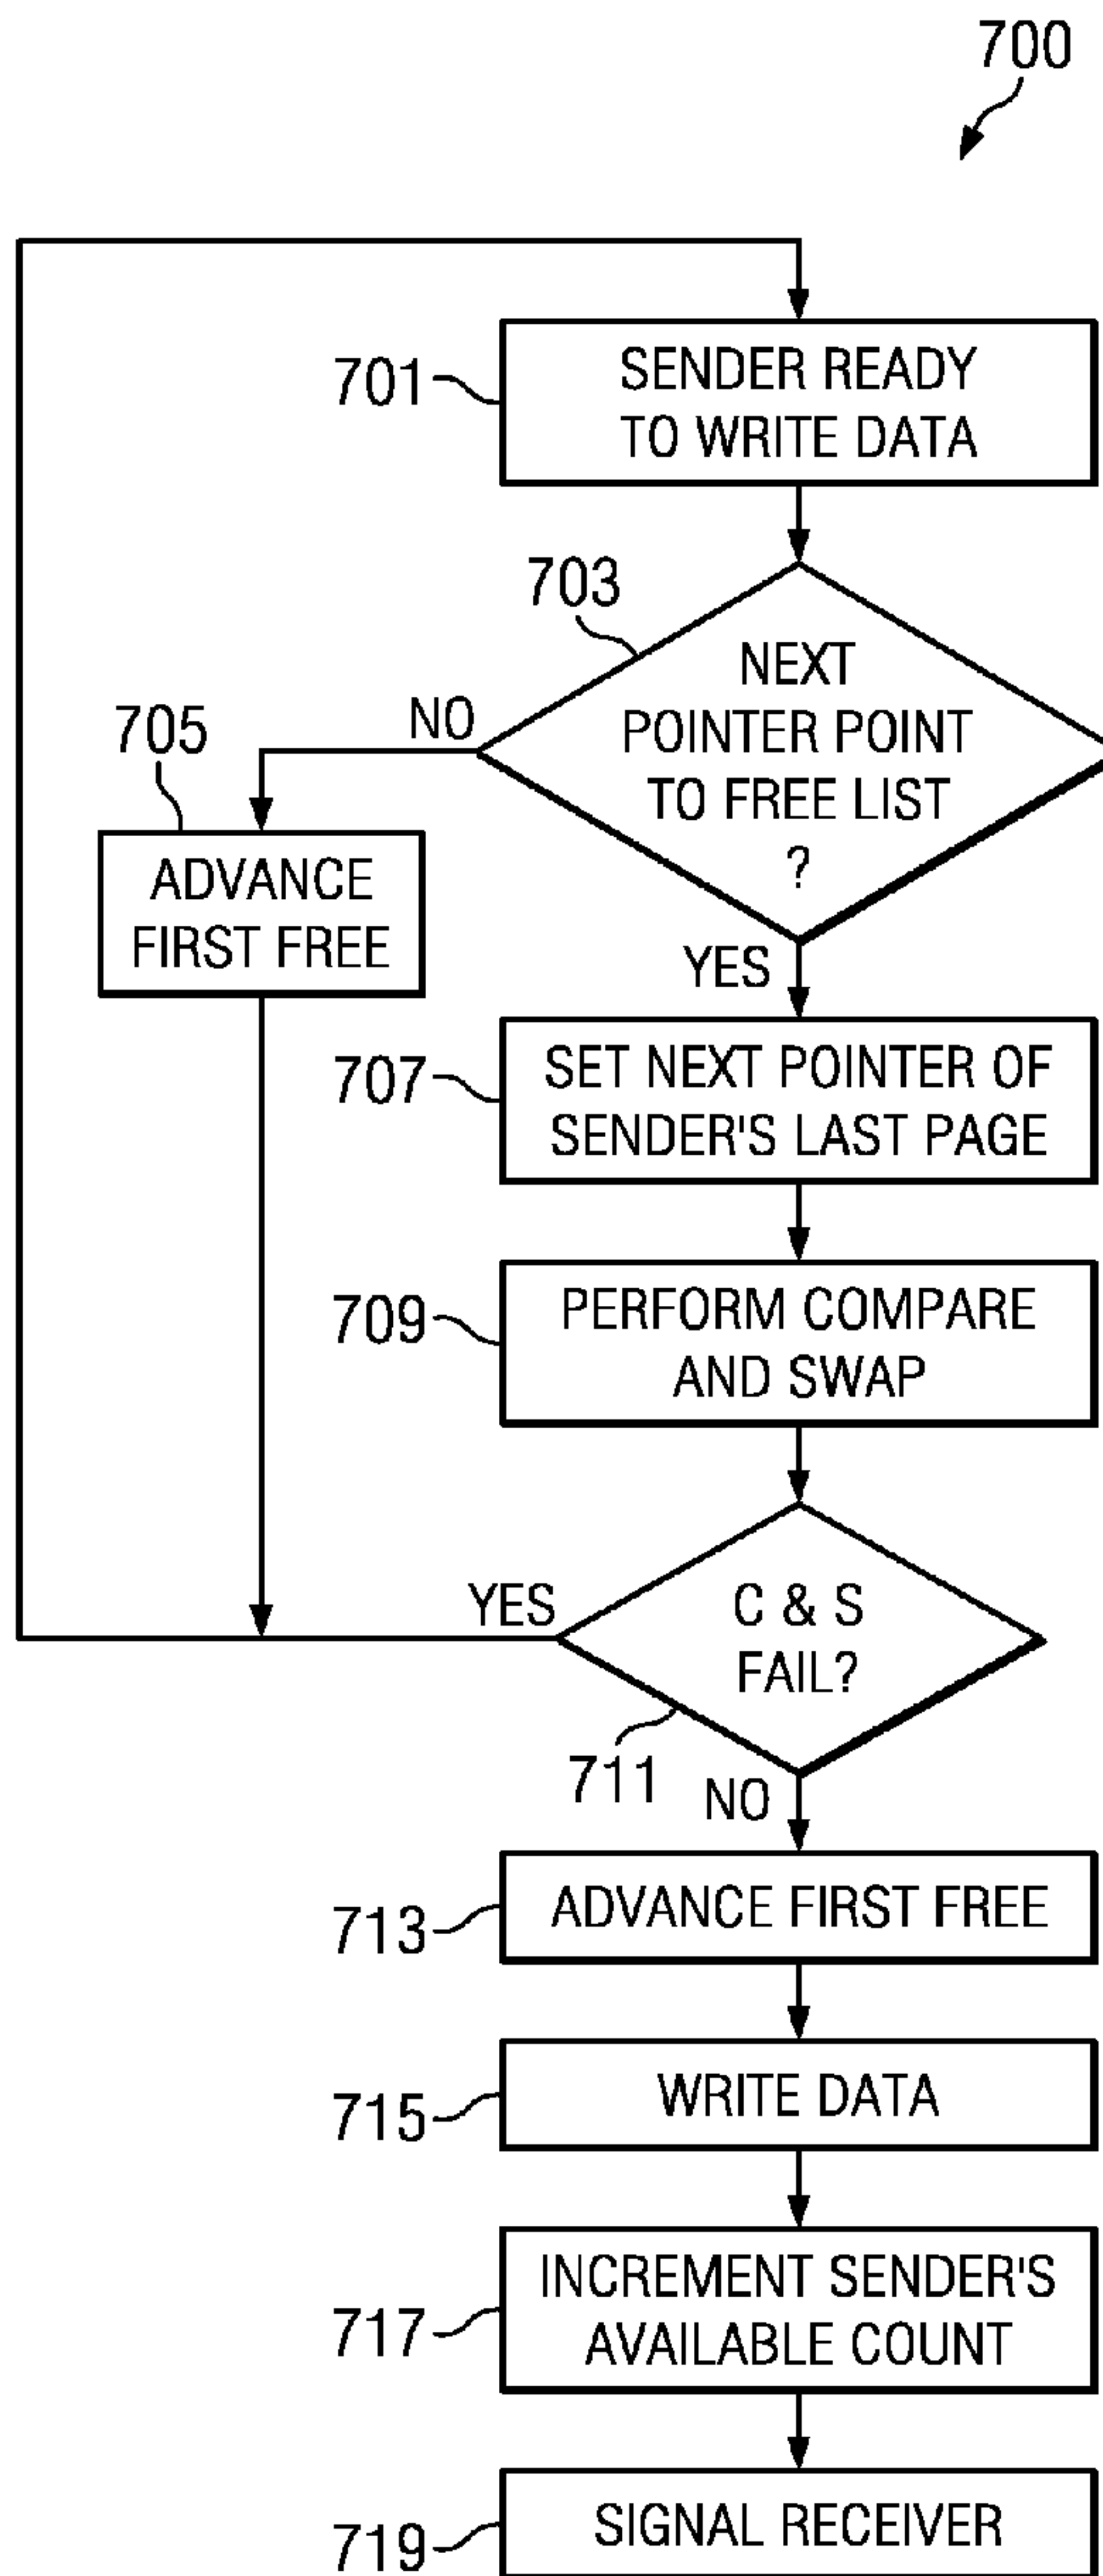 700
701
SENDER READY
TO WRITE DATA
703
NEXT
POINTER POINT
TO FREE LIST
?
NO
705
ADVANCE
FIRST FREE
YES
707
SET NEXT POINTER OF
SENDER'S LAST PAGE
709
PERFORM COMPARE
AND SWAP
YES
C & S
FAIL?
711
NO
713
ADVANCE FIRST FREE
715
WRITE DATA
717
INCREMENT SENDER'S
AVAILABLE COUNT
719
SIGNAL RECEIVER